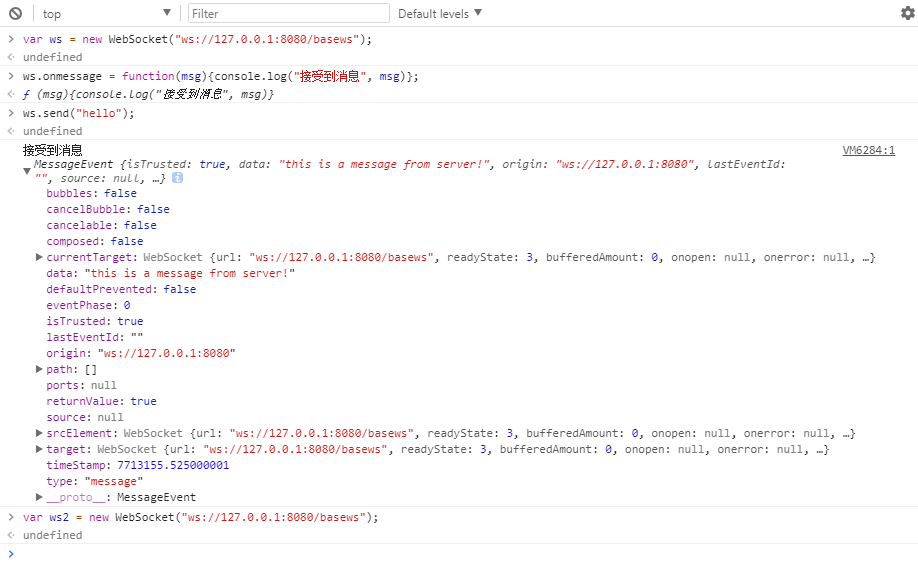 top
Filter
Default levels
var ws = new WebSocket("ws://127.0.0.1:8080/basews");
undefined
ws.onmessage = function(msg){console.log("接受到消息", msg)};
ƒ (msg){console.log("接受到消息", msg)}
ws.send("hello");
undefined
接受到消息 VM6284:1
MessageEvent {isTrusted: true, data: "this is a message from server!", origin: "ws://127.0.0.1:8080", lastEventId:
"", source: null, …}
bubbles: false
cancelBubble: false
cancelable: false
composed: false
currentTarget: WebSocket {url: "ws://127.0.0.1:8080/basews", readyState: 3, bufferedAmount: 0, onopen: null, onerror: null, …}
data: "this is a message from server!"
defaultPrevented: false
eventPhase: 0
isTrusted: true
lastEventId: ""
origin: "ws://127.0.0.1:8080"
path: []
ports: null
returnValue: true
source: null
srcElement: WebSocket {url: "ws://127.0.0.1:8080/basews", readyState: 3, bufferedAmount: 0, onopen: null, onerror: null, …}
target: WebSocket {url: "ws://127.0.0.1:8080/basews", readyState: 3, bufferedAmount: 0, onopen: null, onerror: null, …}
timeStamp: 7713155.525000001
type: "message"
__proto__: MessageEvent
var ws2 = new WebSocket("ws://127.0.0.1:8080/basews");
undefined